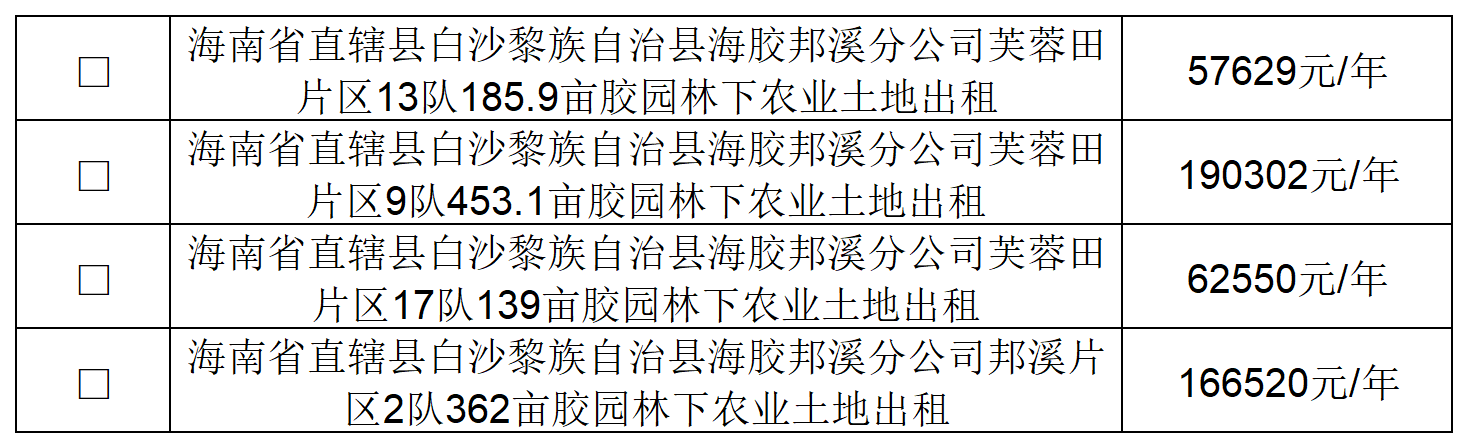 □
海南省直辖县白沙黎族自治县海胶邦溪分公司芙蓉田
片区13队185.9亩胶园林下农业土地出租
57629元/年
□
海南省直辖县白沙黎族自治县海胶邦溪分公司芙蓉田
片区9队453.1亩胶园林下农业土地出租
190302元/年
□
海南省直辖县白沙黎族自治县海胶邦溪分公司芙蓉田
片区17队139亩胶园林下农业土地出租
62550元/年
□
海南省直辖县白沙黎族自治县海胶邦溪分公司邦溪片
区2队362亩胶园林下农业土地出租
166520元/年